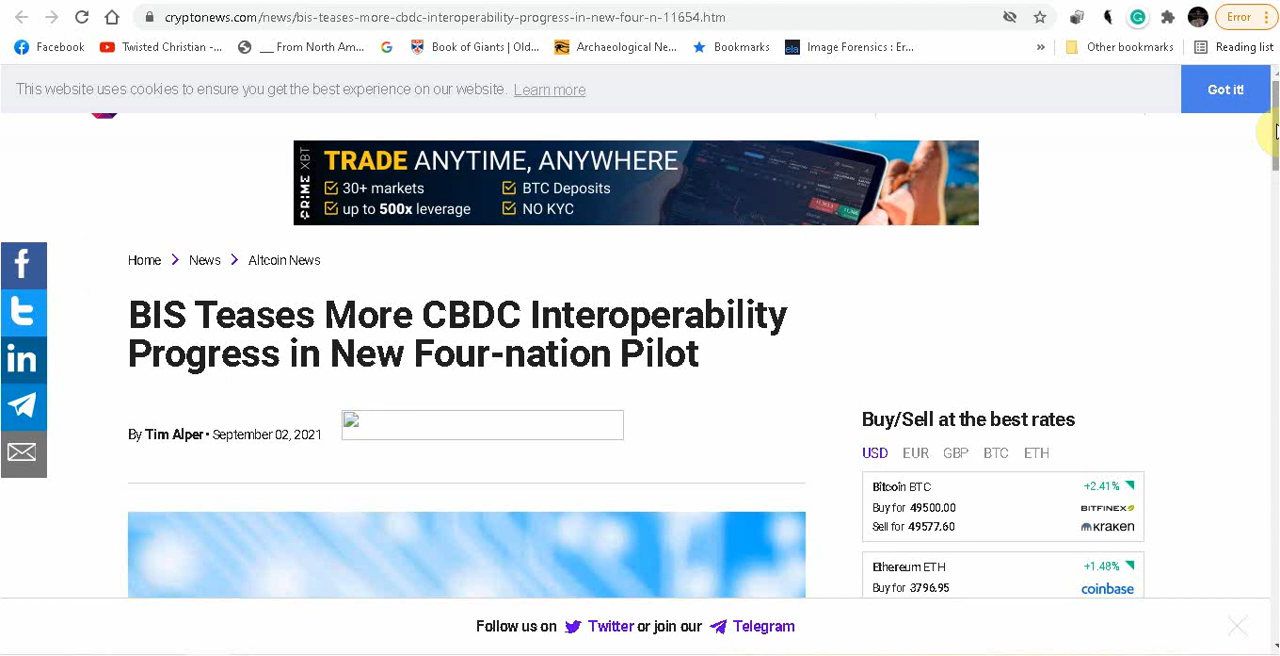 cryptonews.com/news/bis-teases-more-cbdc-interoperability-progress-in-new-four-n-11654.htm
Error
Facebook
Twisted Christian -...
__ From North Am...
Book of Giants | Old...
Archaeological Ne...
Bookmarks
ela
Image Forensics : Er...
»
Other bookmarks
Reading list
This website uses cookies to ensure you get the best experience on our website. Learn more
Got it!
PRIME XBT
TRADE ANYTIME, ANYWHERE
30+ markets
BTC Deposits
up to 500x leverage
NO KYC
Home
News
Altcoin News
BIS Teases More CBDC Interoperability
Progress in New Four-nation Pilot
By Tim Alper • September 02, 2021
Buy/Sell at the best rates
USD EUR GBP BTC ETH
Bitcoin BTC
+2.41%
Buy for 49500.00
BITFINEX
Sell for 49577.60
KRAKEN
Ethereum ETH
+1.48%
Buy for 3796.95
coinbase
Follow us on Twitter or join our Telegram